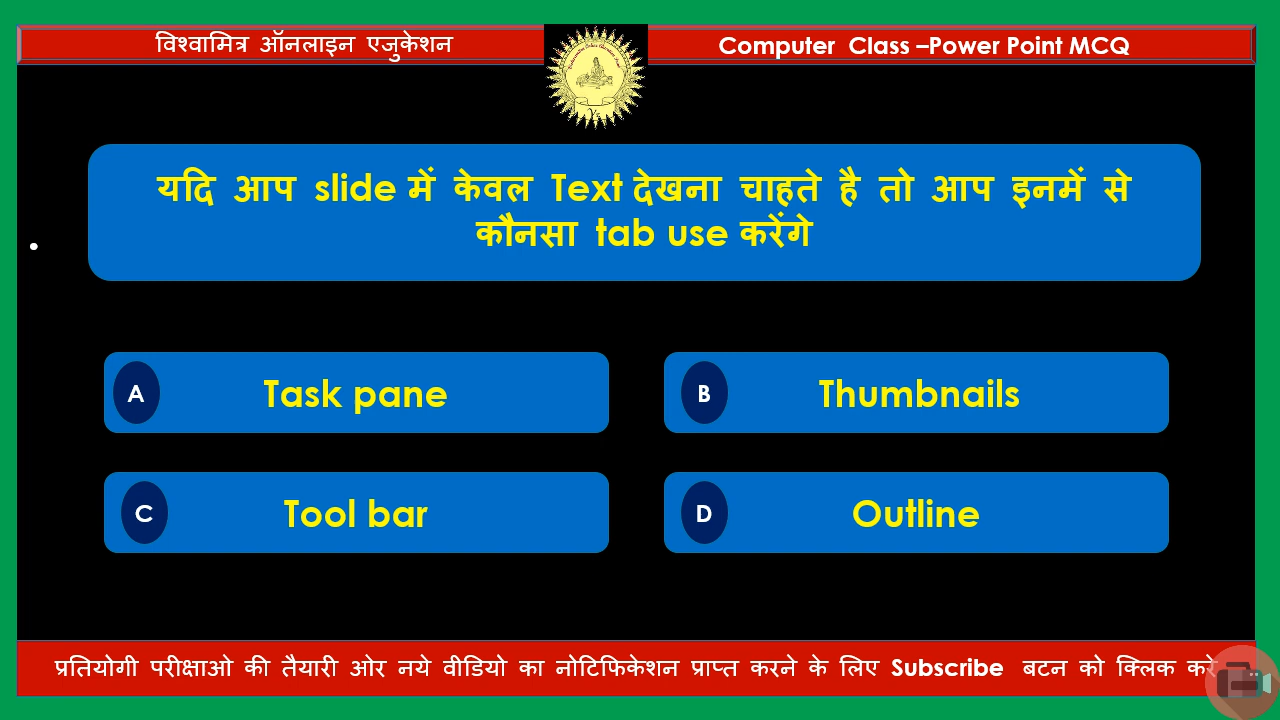 विश्वामित्र ऑनलाइन एजुकेशन
Computer Class –Power Point MCQ
यदि आप slide में केवल Text देखना चाहते है तो आप इनमें से
कौनसा tab use करेंगे
A Task pane
B Thumbnails
C Tool bar
D Outline
प्रतियोगी परीक्षाओ की तैयारी ओर नये वीडियो का नोटिफिकेशन प्राप्त करने के लिए Subscribe बटन को क्लिक करे